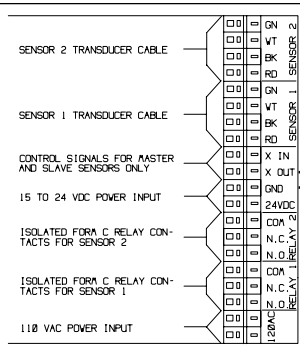 SENSOR 2 TRANSDUCER CABLE
GN
WT
BK
RD
SENSOR 2
SENSOR 1 TRANSDUCER CABLE
GN
WT
BK
RD
SENSOR 1
CONTROL SIGNALS FOR MASTER
AND SLAVE SENSORS ONLY
X IN
X OUT
15 TO 24 VDC POWER INPUT
GND
24VDC
ISOLATED FORM C RELAY CON-
TACTS FOR SENSOR 2
COM
N.C.
N.O.
RELAY 2
ISOLATED FORM C RELAY CON-
TACTS FOR SENSOR 1
COM
N.C.
N.O.
RELAY 1
110 VAC POWER INPUT
120AC